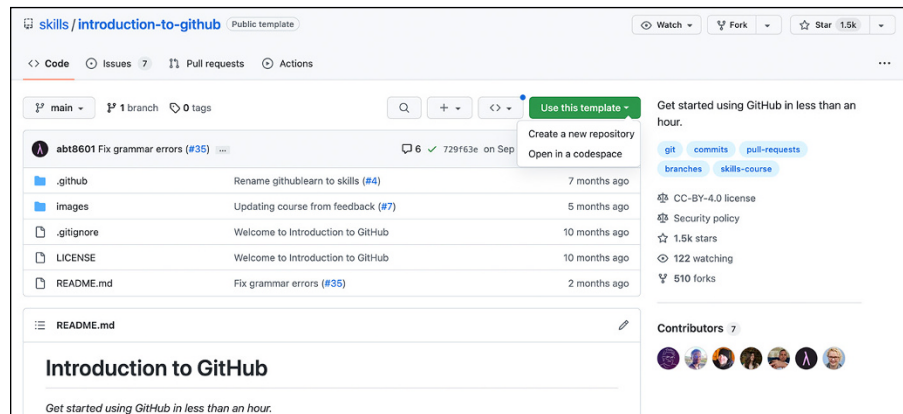 skills / introduction-to-github Public template Watch Fork Star 1.5k
Code Issues 7 Pull requests Actions
main 1 branch 0 tags Use this template
Create a new repository
Open in a codespace
abt8601 Fix grammar errors (#35) ... 6 729f63e on Sep
.github Rename githublearn to skills (#4) 7 months ago
images Updating course from feedback (#7) 5 months ago
.gitignore Welcome to Introduction to GitHub 10 months ago
LICENSE Welcome to Introduction to GitHub 10 months ago
README.md Fix grammar errors (#35) 2 months ago
README.md
Introduction to GitHub
Get started using GitHub in less than an hour.
Get started using GitHub in less than an
hour.
git commits pull-requests
branches skills-course
CC-BY-4.0 license
Security policy
1.5k stars
122 watching
510 forks
Contributors 7